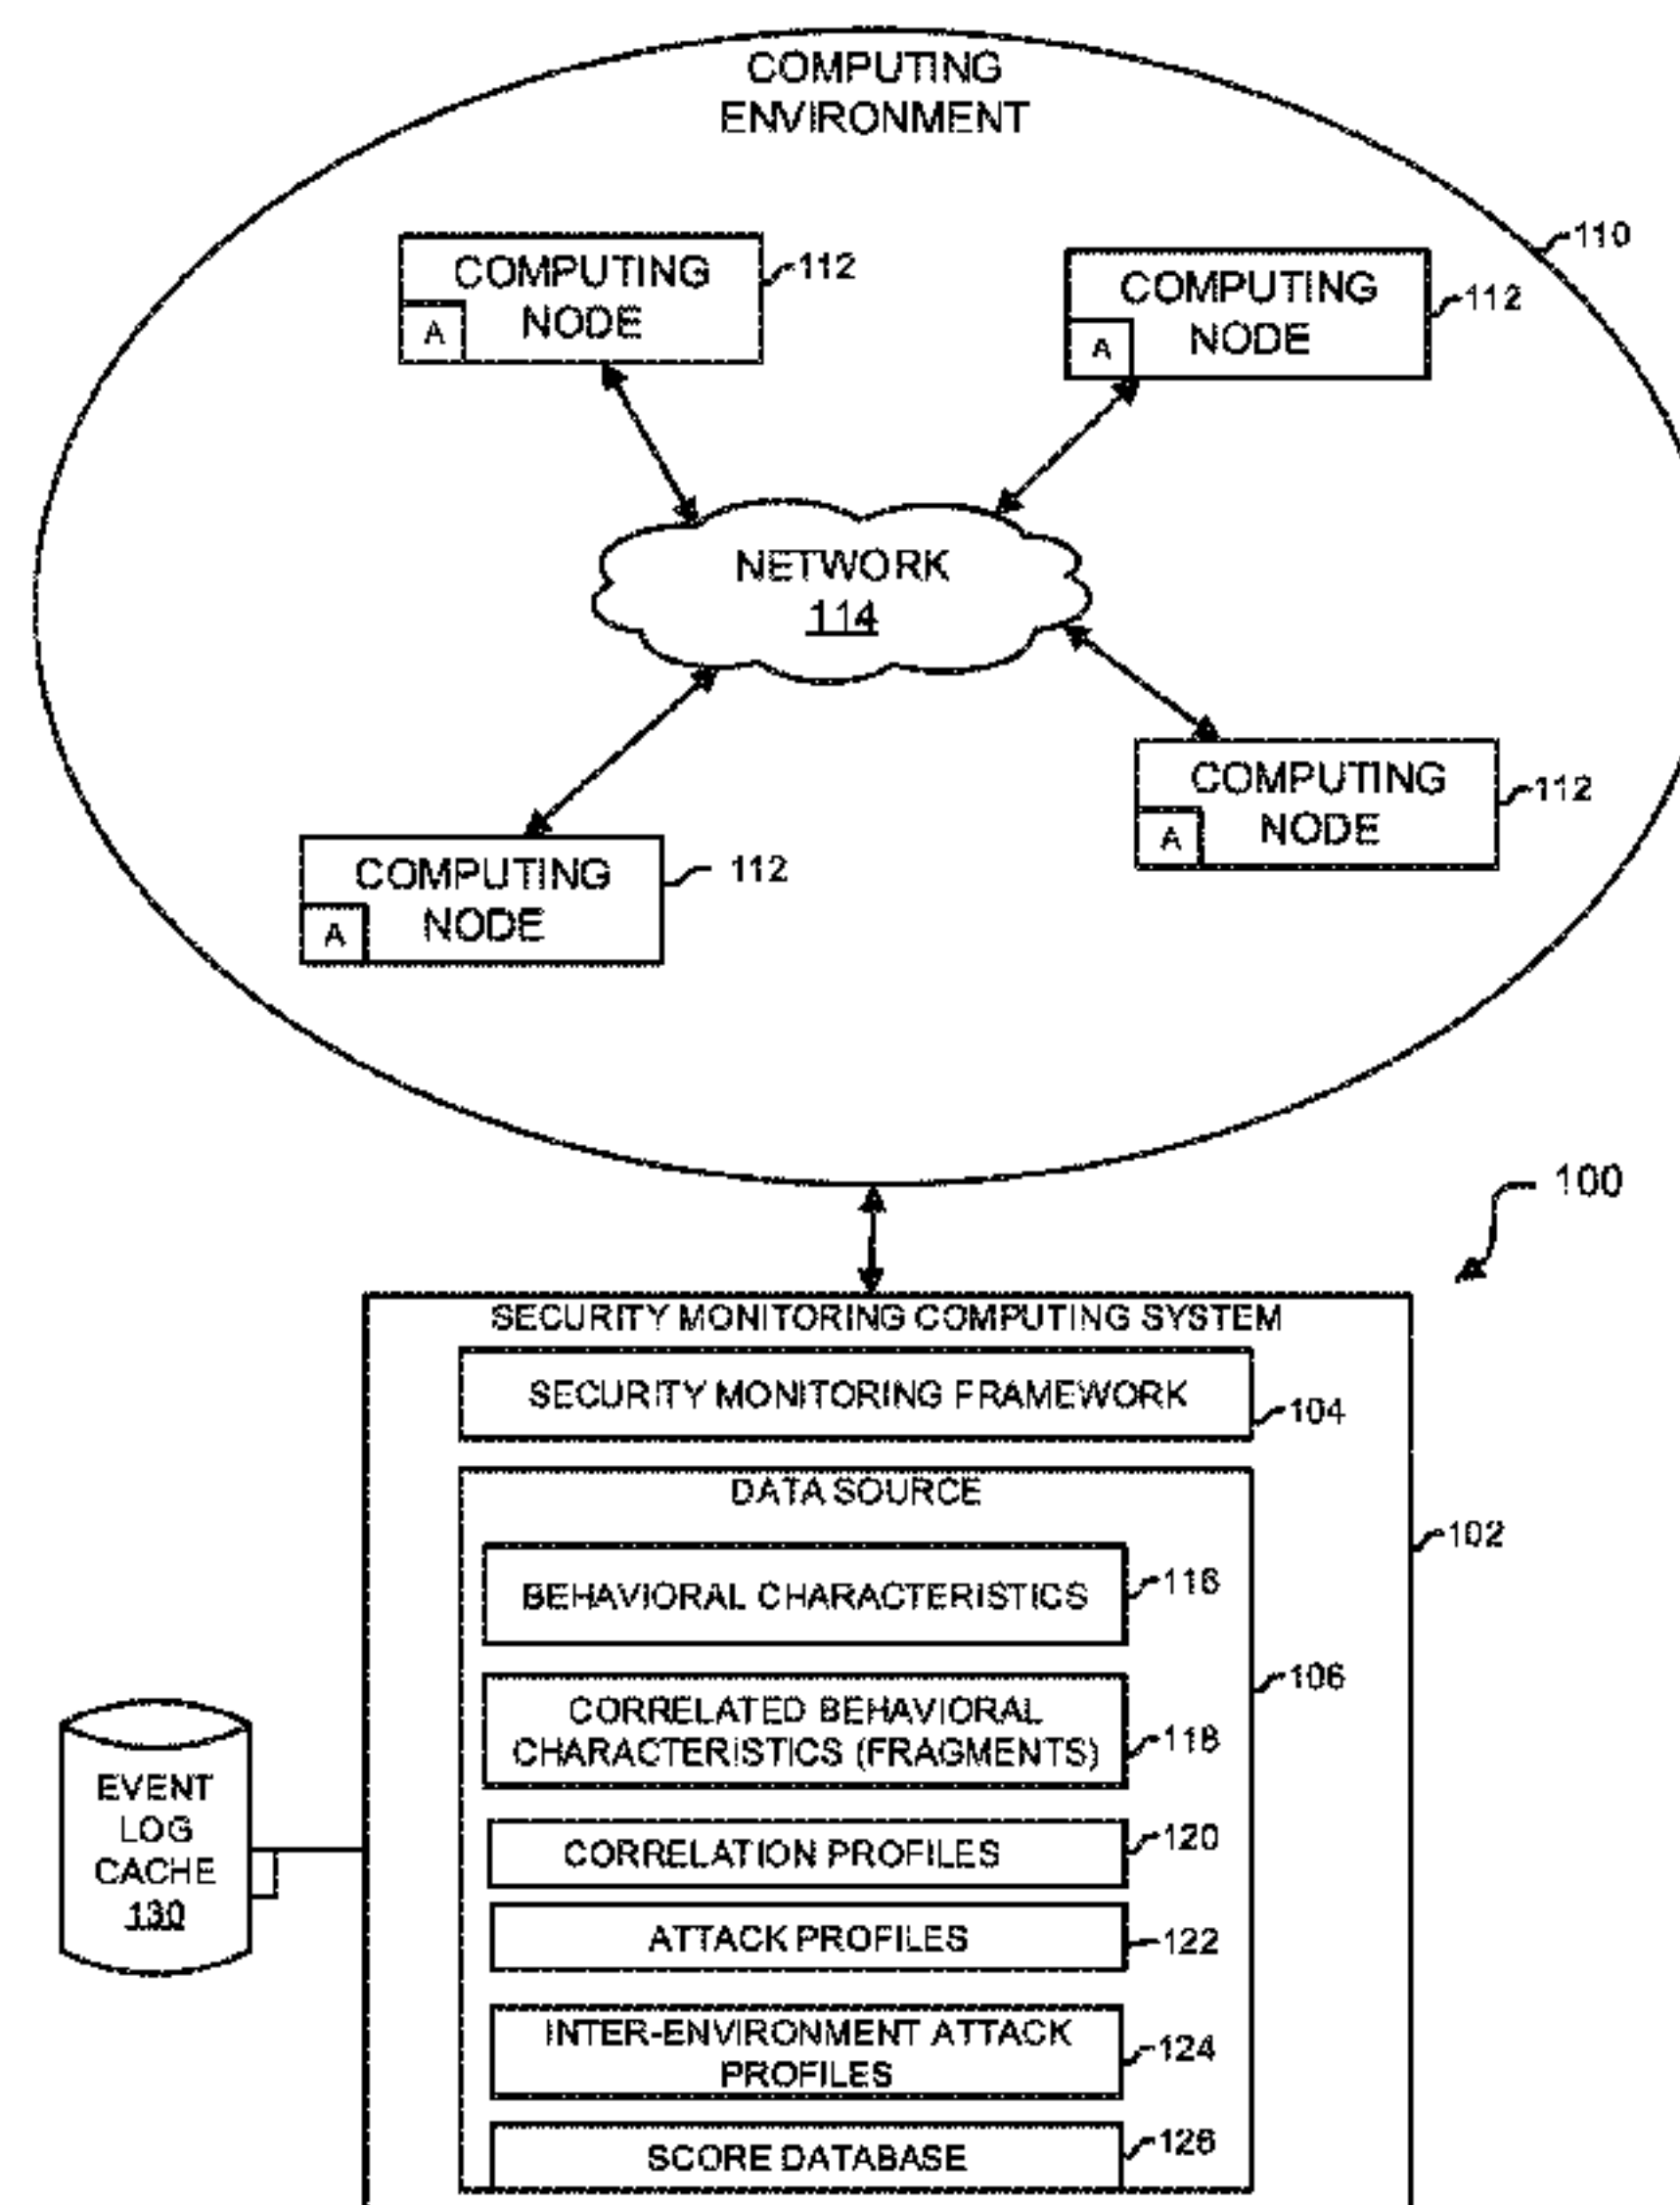 COMPUTING
ENVIRONMENT
110
COMPUTING
NODE
A
112
COMPUTING
NODE
A
112
NETWORK
114
COMPUTING
NODE
A
112
COMPUTING
NODE
A
112
100
SECURITY MONITORING COMPUTING SYSTEM
SECURITY MONITORING FRAMEWORK
104
DATA SOURCE
102
BEHAVIORAL CHARACTERISTICS
116
106
CORRELATED BEHAVIORAL
CHARACTERISTICS (FRAGMENTS)
118
EVENT
LOG
CACHE
130
CORRELATION PROFILES
120
ATTACK PROFILES
122
INTER-ENVIRONMENT ATTACK
PROFILES
124
SCORE DATABASE
126